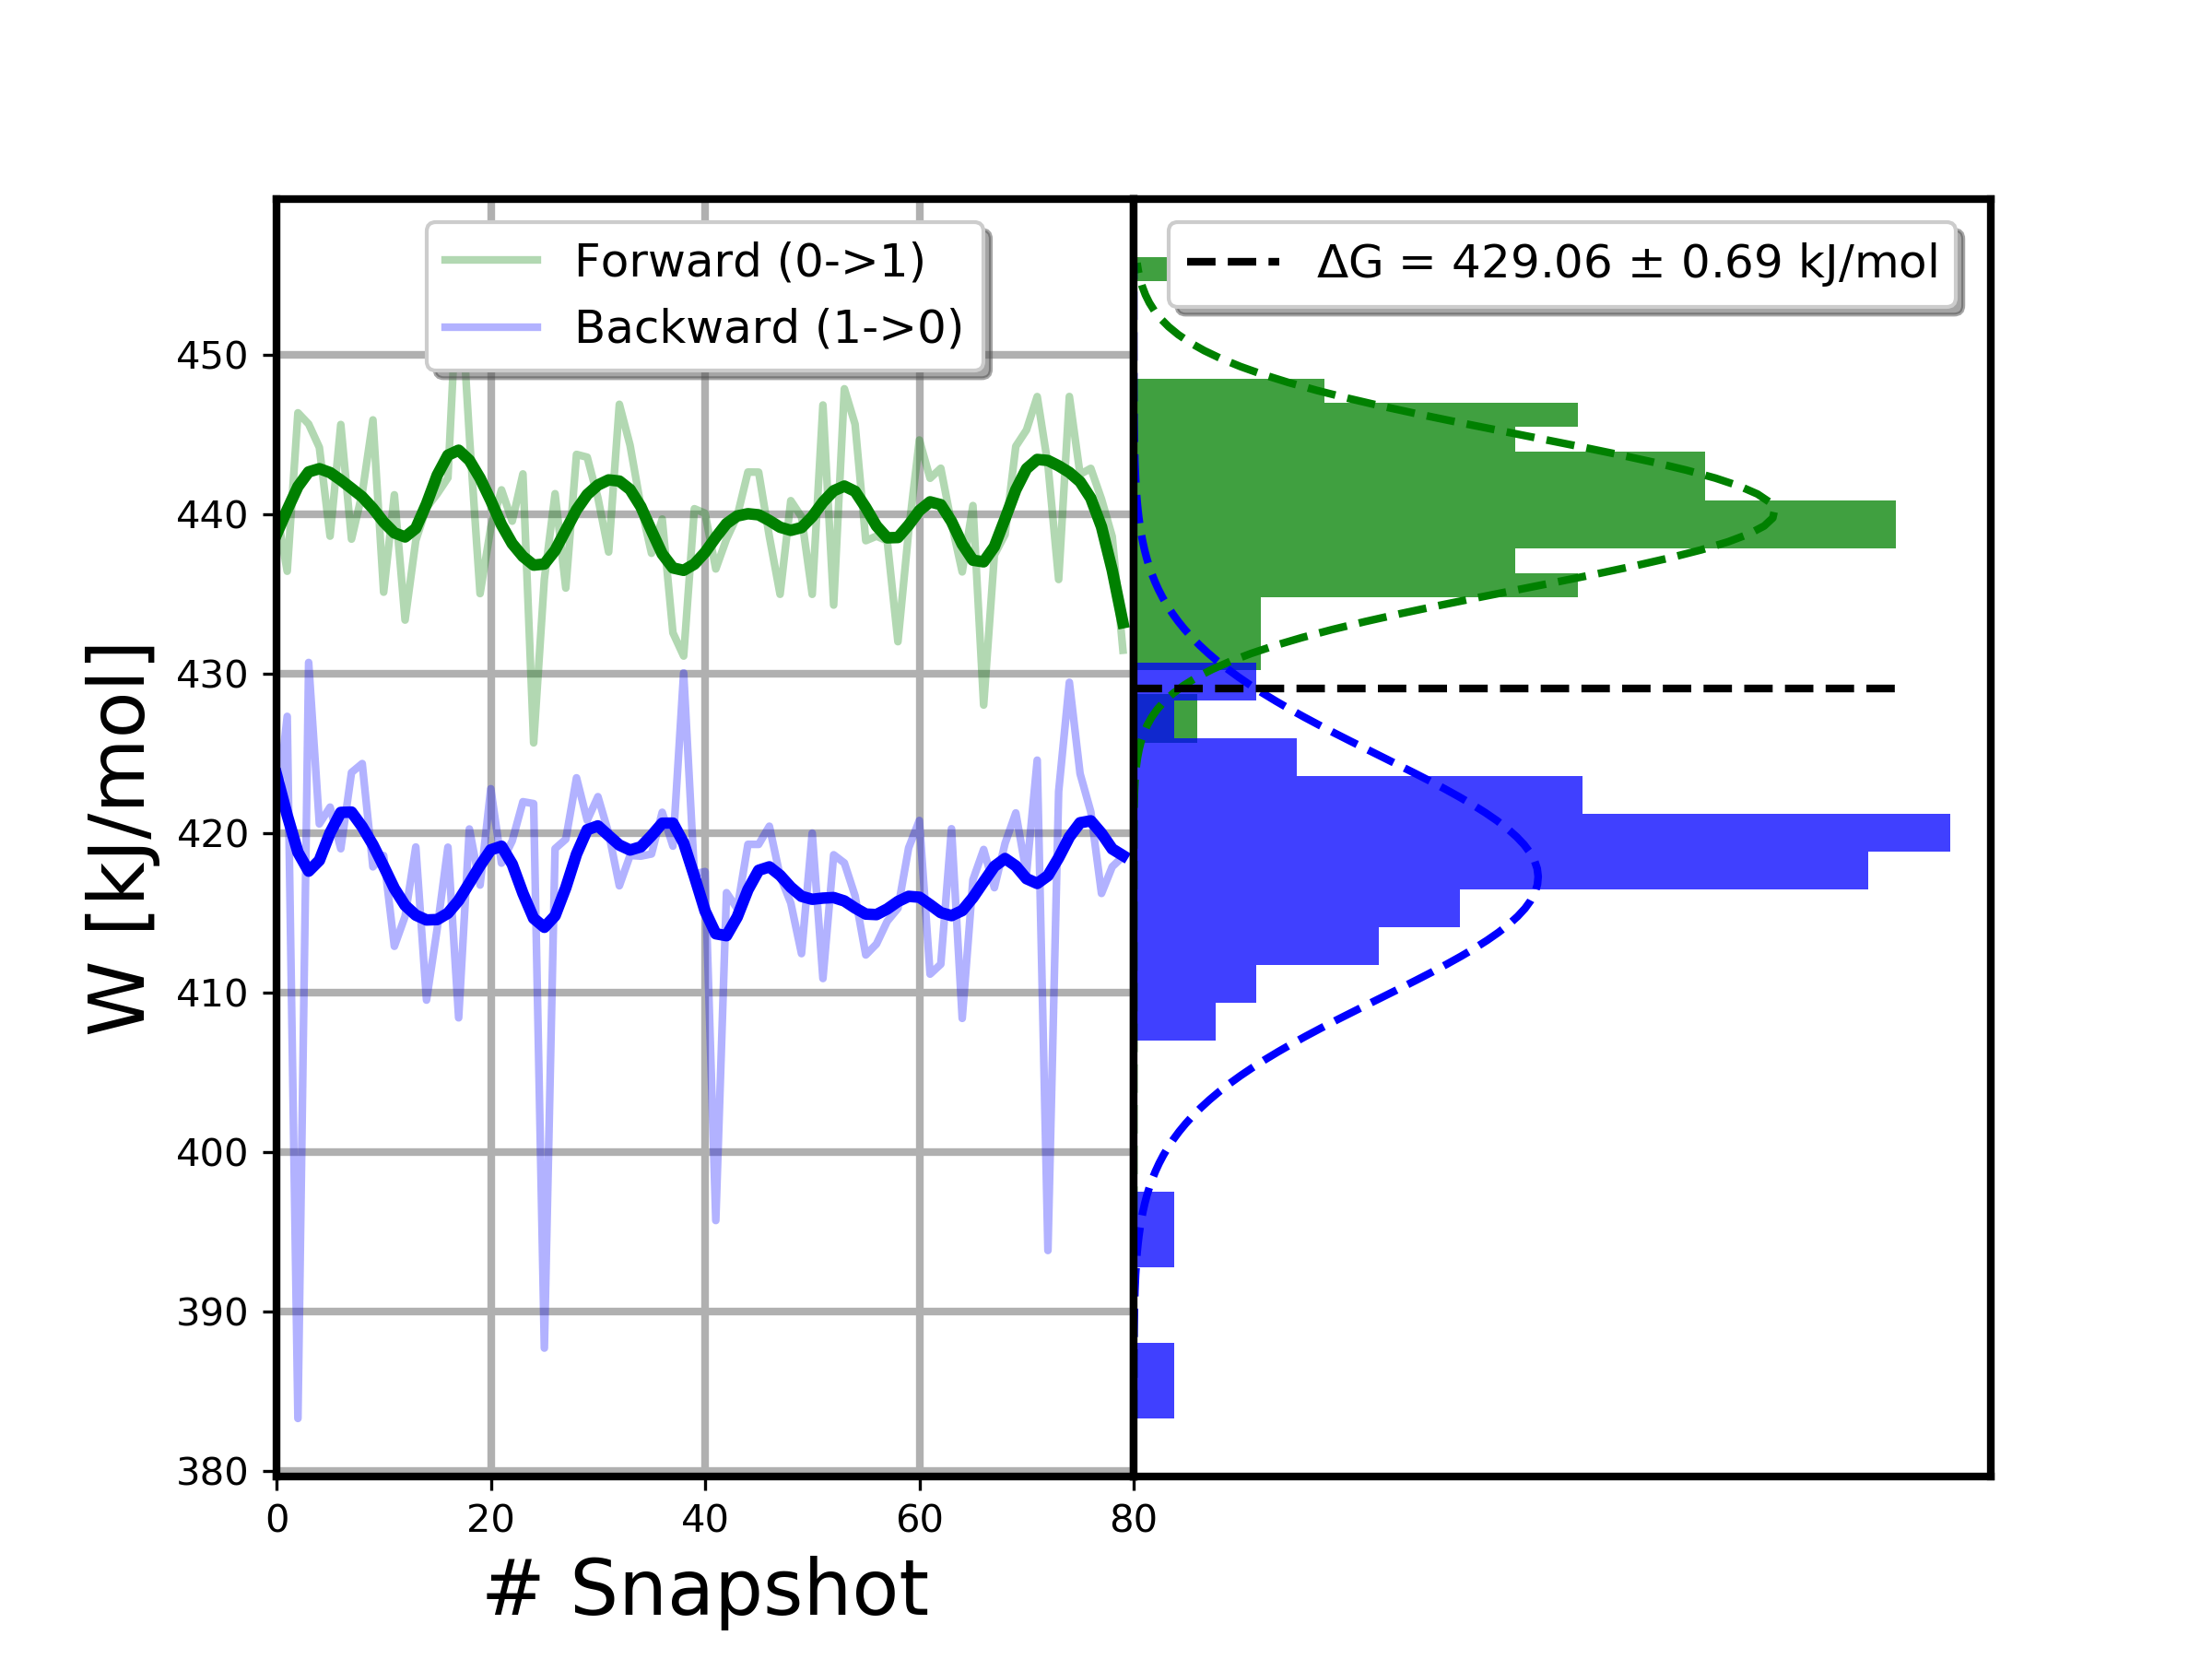 Forward (0->1)
Backward (1->0)
ΔG = 429.06 ± 0.69 kJ/mol
W [kJ/mol]
450
440
430
420
410
400
390
380
0 20 40 60 80
# Snapshot